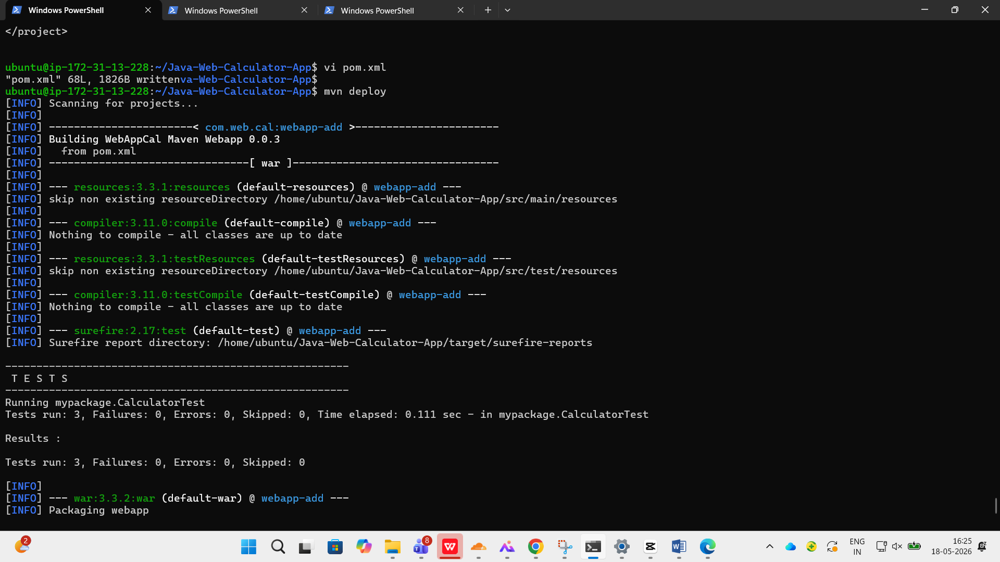 Windows PowerShell
Windows PowerShell
Windows PowerShell
</project>
ubuntu@ip-172-31-13-228:~/Java-Web-Calculator-App$ vi pom.xml
"pom.xml" 68L, 1826B writtenva-Web-Calculator-App$
ubuntu@ip-172-31-13-228:~/Java-Web-Calculator-App$ mvn deploy
[INFO] Scanning for projects...
[INFO]
[INFO] -----------------------< com.web.cal:webapp-add >-----------------------
[INFO] Building WebAppCal Maven Webapp 0.0.3
[INFO]   from pom.xml
[INFO] --------------------------------[ war ]---------------------------------
[INFO]
[INFO] --- resources:3.3.1:resources (default-resources) @ webapp-add ---
[INFO] skip non existing resourceDirectory /home/ubuntu/Java-Web-Calculator-App/src/main/resources
[INFO]
[INFO] --- compiler:3.11.0:compile (default-compile) @ webapp-add ---
[INFO] Nothing to compile - all classes are up to date
[INFO]
[INFO] --- resources:3.3.1:testResources (default-testResources) @ webapp-add ---
[INFO] skip non existing resourceDirectory /home/ubuntu/Java-Web-Calculator-App/src/test/resources
[INFO]
[INFO] --- compiler:3.11.0:testCompile (default-testCompile) @ webapp-add ---
[INFO] Nothing to compile - all classes are up to date
[INFO]
[INFO] --- surefire:2.17:test (default-test) @ webapp-add ---
[INFO] Surefire report directory: /home/ubuntu/Java-Web-Calculator-App/target/surefire-reports
-------------------------------------------------------
 T E S T S
-------------------------------------------------------
Running mypackage.CalculatorTest
Tests run: 3, Failures: 0, Errors: 0, Skipped: 0, Time elapsed: 0.111 sec - in mypackage.CalculatorTest
Results :
Tests run: 3, Failures: 0, Errors: 0, Skipped: 0
[INFO]
[INFO] --- war:3.3.2:war (default-war) @ webapp-add ---
[INFO] Packaging webapp
2
8
ENG
IN
16:25
18-05-2026